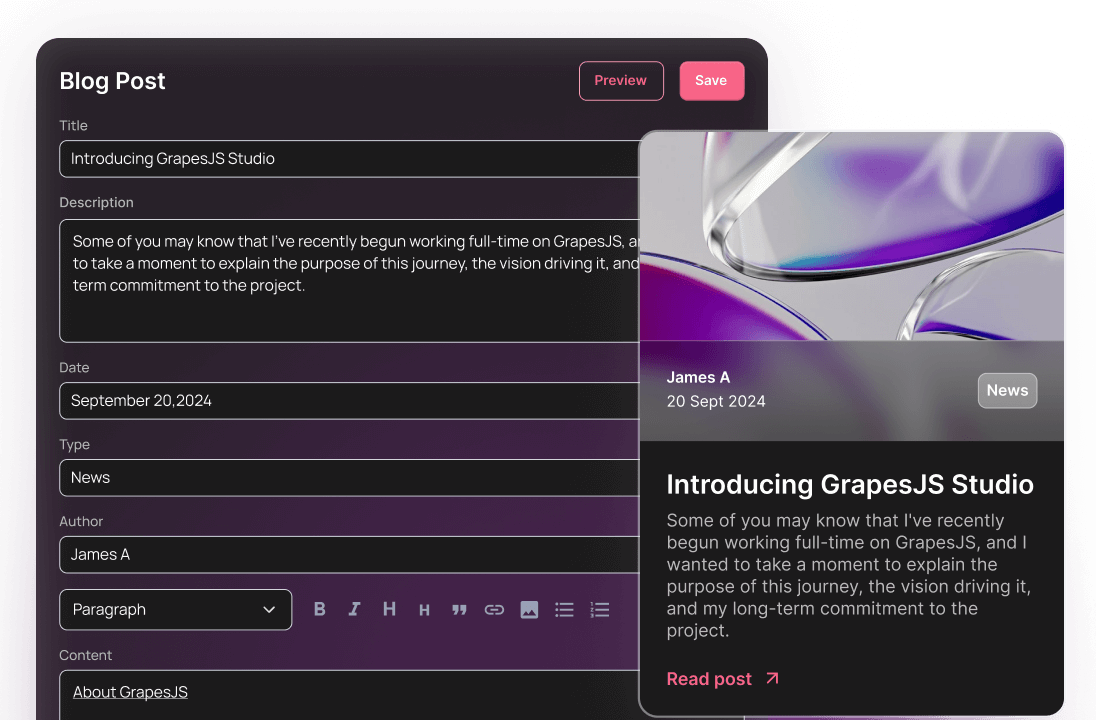 Blog Post
Preview
Save
Title
Introducing GrapesJS Studio
Description
Some of you may know that I've recently begun working full-time on GrapesJS,
to take a moment to explain the purpose of this journey, the vision driving it, and
term commitment to the project.
Date
September 20,2024
Type
News
Author
James A
Paragraph
B I H H
Content
About GrapesJS
James A
20 Sept 2024
News
Introducing GrapesJS Studio
Some of you may know that I've recently
begun working full-time on GrapesJS, and I
wanted to take a moment to explain the
purpose of this journey, the vision driving it,
and my long-term commitment to the
project.
Read post